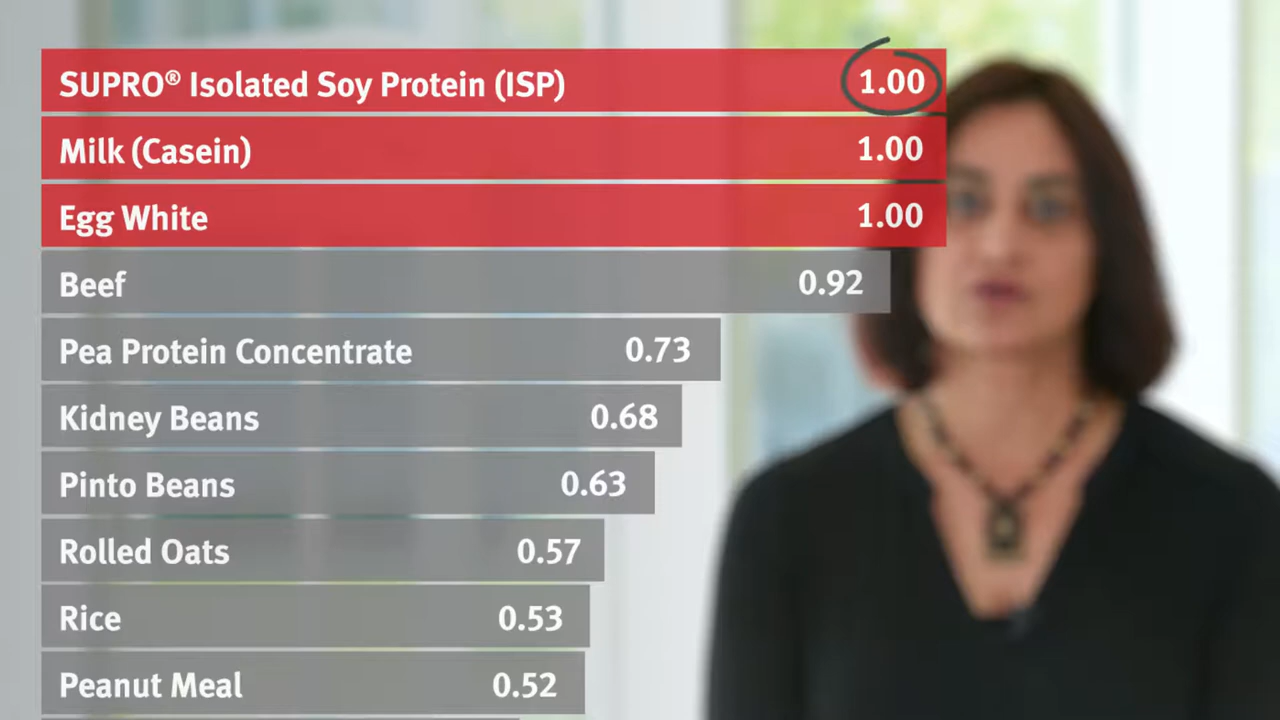 SUPRO® Isolated Soy Protein (ISP) 1.00
Milk (Casein) 1.00
Egg White 1.00
Beef 0.92
Pea Protein Concentrate 0.73
Kidney Beans 0.68
Pinto Beans 0.63
Rolled Oats 0.57
Rice 0.53
Peanut Meal 0.52